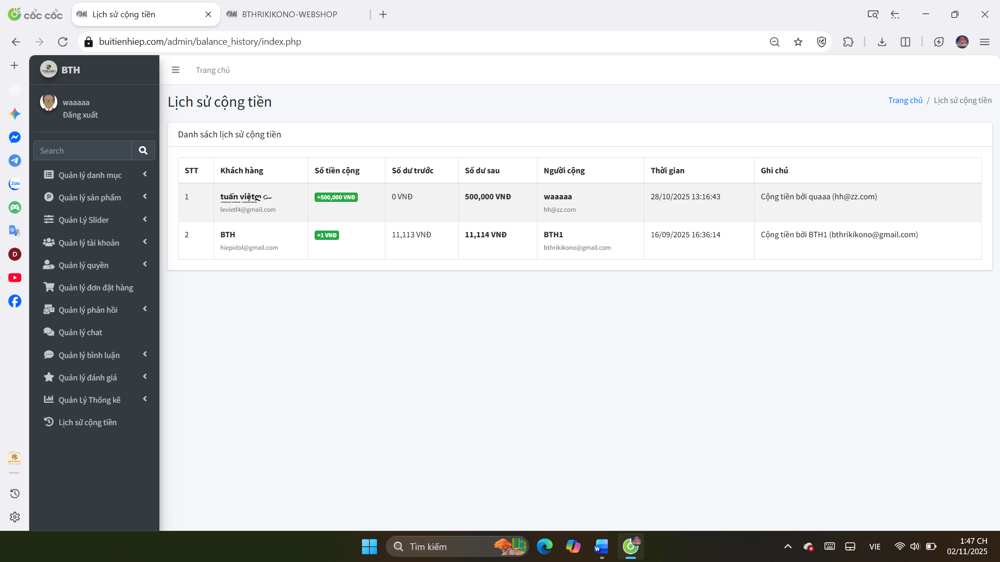 cốc cốc
Lịch sử cộng tiền
BTHRIKIKONO-WEBSHOP
buitienhiep.com/admin/balance_history/index.php
BTH
Trang chủ
waaaaa
Đăng xuất
Search
Quản lý danh mục
Quản lý sản phẩm
Quản Lý Slider
Quản lý tài khoản
Quản lý quyền
Quản lý đơn đặt hàng
Quản lý phản hồi
Quản lý chat
Quản lý bình luận
Quản lý đánh giá
Quản Lý Thống kê
Lịch sử cộng tiền
Lịch sử cộng tiền
Trang chủ / Lịch sử cộng tiền
Danh sách lịch sử cộng tiền
STT Khách hàng Số tiền cộng Số dư trước Số dư sau Người cộng Thời gian Ghi chú
1 tuấn việt +500,000 VNĐ 0 VNĐ 500,000 VNĐ waaaaa 28/10/2025 13:16:43 Cộng tiền bởi quaaa (hh@zz.com)
levietf4@gmail.com hh@zz.com
2 BTH +1 VNĐ 11,113 VNĐ 11,114 VNĐ BTH1 16/09/2025 16:36:14 Cộng tiền bởi BTH1 (bthrikikono@gmail.com)
hiepidol@gmail.com bthrikikono@gmail.com
Zalo
D
Tìm kiếm
VIE
1:47 CH
02/11/2025